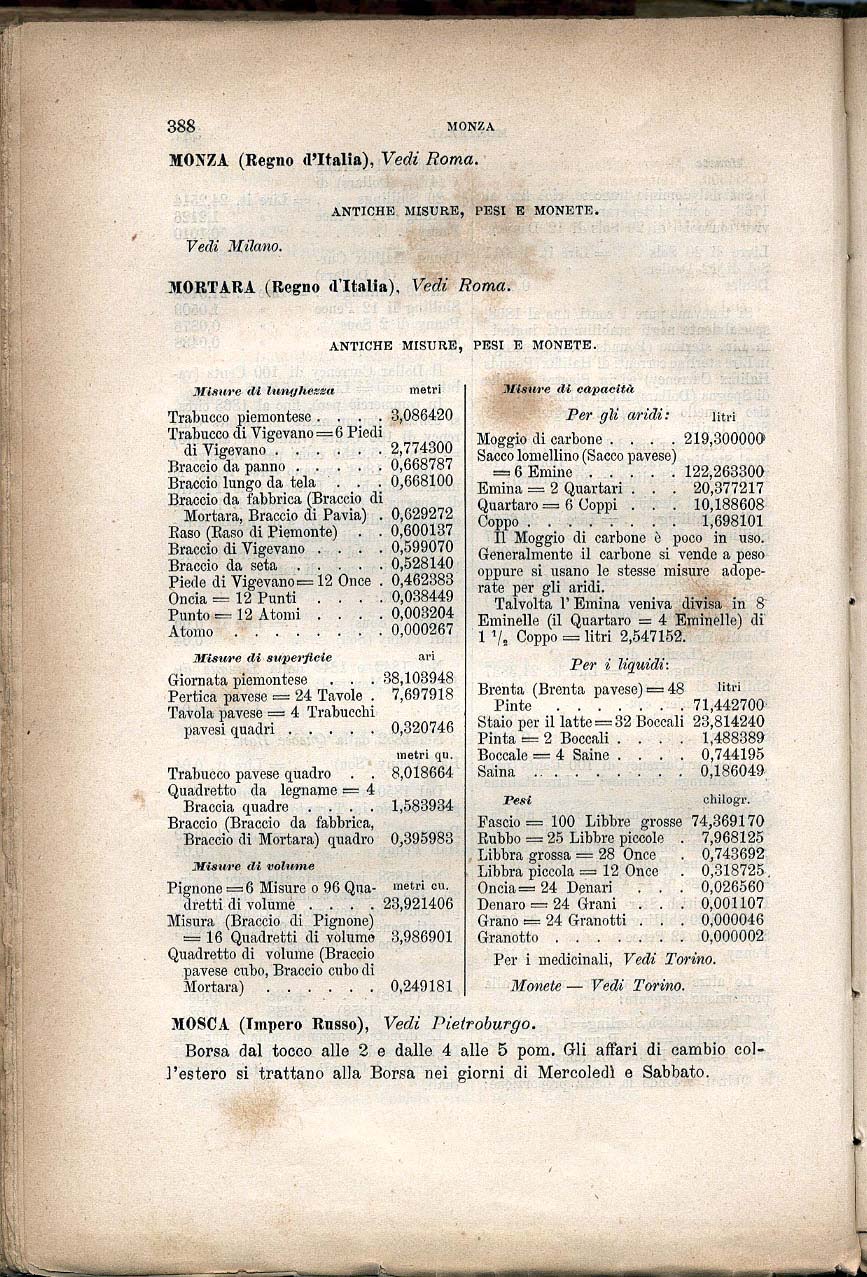 388 MONZA
MONZA (Regno d'Italia), Vedi Roma.
ANTICHE MISURE, PESI E MONETE.
Vedi Milano.
MORTARA (Regno d'Italia), Vedi Roma.
ANTICHE MISURE, PESI E MONETE.
Misure di lunghezza metri
Trabucco piemontese . . . . 3,086420
Trabucco di Vigevano = 6 Piedi
di Vigevano . . . . . . 2,774300
Braccio da panno . . . . . 0,668787
Braccio lungo da tela . . . 0,668100
Braccio da fabbrica (Braccio di
Mortara, Braccio di Pavia) . 0,629272
Raso (Raso di Piemonte) . . 0,600137
Braccio di Vigevano . . . . 0,599070
Braccio da seta . . . . . 0,528140
Piede di Vigevano = 12 Once . 0,462383
Oncia = 12 Punti . . . . 0,038449
Punto = 12 Atomi . . . . 0,003204
Atomo . . . . . . . . 0,000267
Misure di superficie ari
Giornata piemontese . . . 38,103948
Pertica pavese = 24 Tavole . 7,697918
Tavola pavese = 4 Trabucchi
pavesi quadri . . . . . . 0,320746
metri qu.
Trabucco pavese quadro . . 8,018664
Quadretto da legname = 4
Braccia quadre . . . . 1,583934
Braccio (Braccio da fabbrica,
Braccio di Mortara) quadro 0,395983
Misure di volume
Pignone = 6 Misure o 96 Qua- metri cu.
dretti di volume . . . . 23,921406
Misura (Braccio di Pignone)
= 16 Quadretti di volume 3,986901
Quadretto di volume (Braccio
pavese cubo, Braccio cubo di
Mortara) . . . . . . 0,249181
Misure di capacità
Per gli aridi: litri
Moggio di carbone . . . . 219,300000
Sacco lomellino (Sacco pavese)
= 6 Emine . . . . . 122,263300
Emina = 2 Quartari . . . 20,377217
Quartaro = 6 Coppi . . . 10,188608
Coppo . . . . . . . . 1,698101
Il Moggio di carbone è poco in uso.
Generalmente il carbone si vende a peso
oppure si usano le stesse misure adope-
rate per gli aridi.
Talvolta l'Emina veniva divisa in 8
Eminelle (il Quartaro = 4 Eminelle) di
1 1/2 Coppo = litri 2,547152.
Per i liquidi:
Brenta (Brenta pavese) = 48 litri
Pinte . . . . . . . 71,442700
Staio per il latte = 32 Boccali 23,814240
Pinta = 2 Boccali . . . . 1,488389
Boccale = 4 Saine . . . . 0,744195
Saina . . . . . . . . 0,186049
Pesi chilogr.
Fascio = 100 Libbre grosse 74,369170
Rubbo = 25 Libbre piccole . 7,968125
Libbra grossa = 28 Once . 0,743692
Libbra piccola = 12 Once . 0,318725
Oncia = 24 Denari . . . 0,026560
Denaro = 24 Grani . . . 0,001107
Grano = 24 Granotti . . . 0,000046
Granotto . . . . . . . 0,000002
Per i medicinali, Vedi Torino.
Monete — Vedi Torino.
MOSCA (Impero Russo), Vedi Pietroburgo.
Borsa dal tocco alle 2 e dalle 4 alle 5 pom. Gli affari di cambio col-
l'estero si trattano alla Borsa nei giorni di Mercoledì e Sabbato.